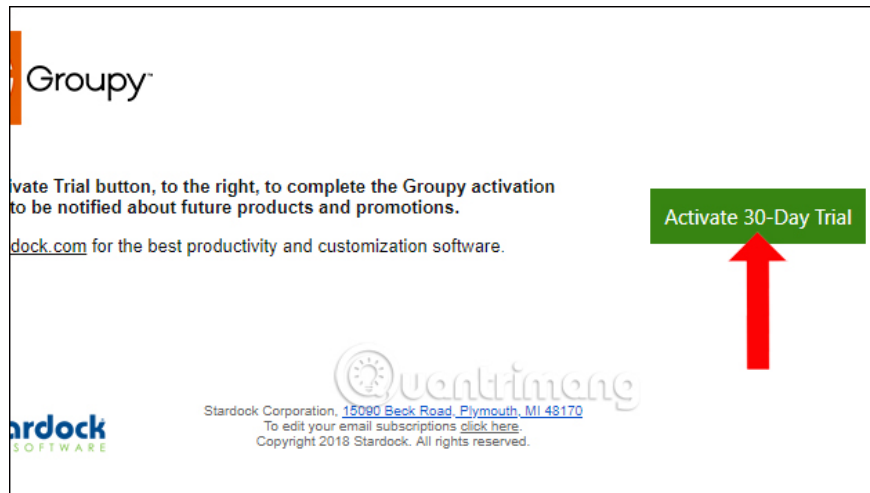 Groupy™
ivate Trial button, to the right, to complete the Groupy activation
to be notified about future products and promotions.
Activate 30-Day Trial
dock.com for the best productivity and customization software.
Quantrimang
Stardock Corporation, 15090 Beck Road, Plymouth, MI 48170
To edit your email subscriptions click here.
Copyright 2018 Stardock. All rights reserved.
ardock
SOFTWARE